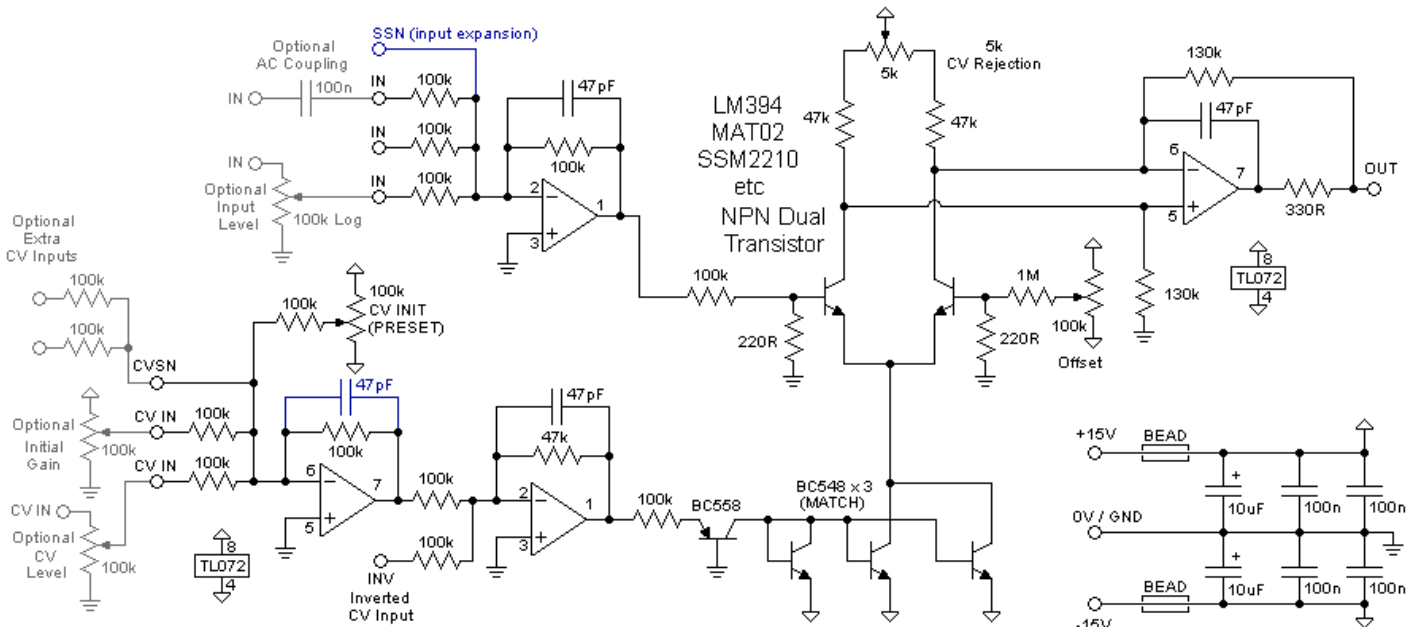 SSN (input expansion)
Optional
AC Coupling
IN
100n
IN
100k
47pF
IN
100k
100k
IN
Optional
Input
Level
100k Log
IN
100k
2
3
1
LM394
MAT02
SSM2210
etc
NPN Dual
Transistor
5k
5k
CV Rejection
47k
47k
130k
47pF
6
5
7
330R
OUT
130k
8
TL072
4
100k
220R
1M
100k
Offset
220R
Optional
Extra
CV Inputs
100k
100k
100k
100k
CV INIT
(PRESET)
CVSN
Optional
Initial
Gain
100k
CV IN
100k
CV IN
100k
CV IN
Optional
CV
Level
100k
47pF
100k
6
5
7
8
TL072
4
100k
100k
INV
Inverted
CV Input
47pF
47k
2
3
1
100k
BC558
BC548 x 3
(MATCH)
+15V
BEAD
+
10uF
100n
100n
0V / GND
+
10uF
100n
100n
BEAD
-15V